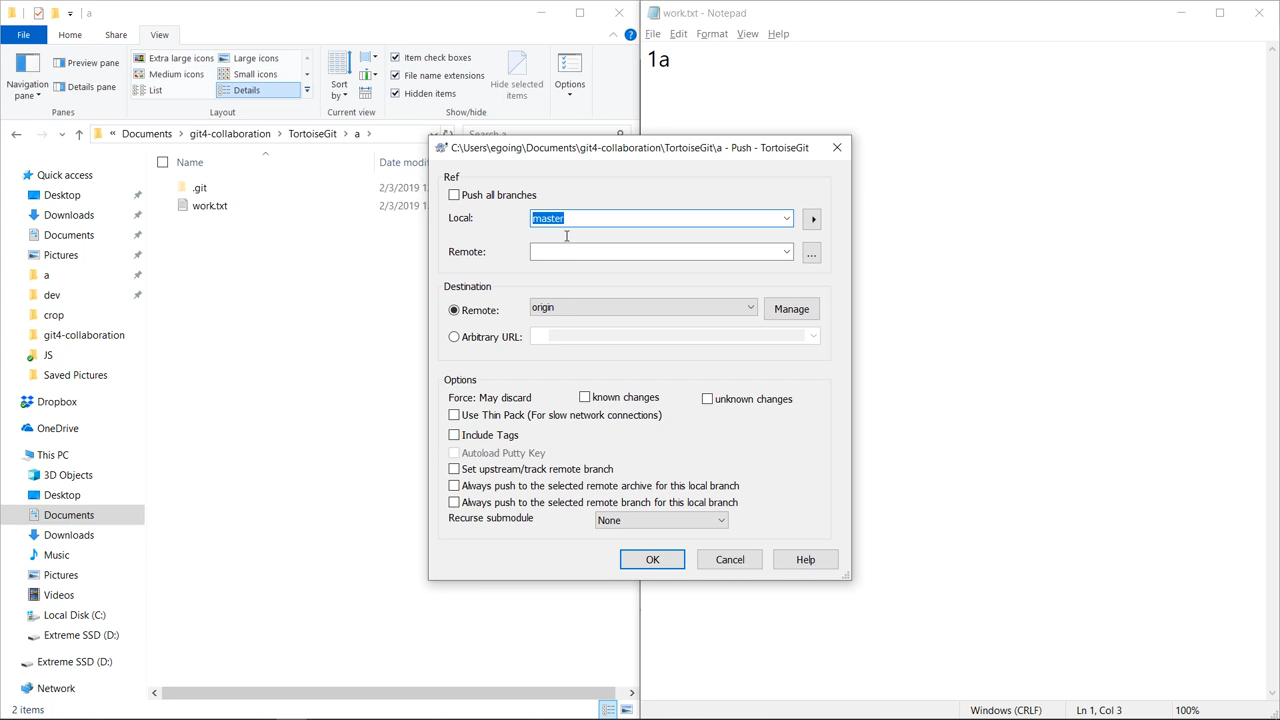 a
File Home Share View
Navigation pane
Preview pane
Details pane
Panes
Extra large icons Large icons
Medium icons Small icons
List Details
Layout
Sort by
Current view
Item check boxes
File name extensions
Hidden items
Hide selected items
Show/hide
Options
« Documents > git4-collaboration > TortoiseGit > a >
Search a
Name Date modi
.git 2/3/2019 1
work.txt 2/3/2019 1
Quick access
Desktop
Downloads
Documents
Pictures
a
dev
crop
git4-collaboration
JS
Saved Pictures
Dropbox
OneDrive
This PC
3D Objects
Desktop
Documents
Downloads
Music
Pictures
Videos
Local Disk (C:)
Extreme SSD (D:)
Extreme SSD (D:)
Network
2 items
work.txt - Notepad
File Edit Format View Help
1a
Windows (CRLF) Ln 1, Col 3 100%
C:\Users\egoing\Documents\git4-collaboration\TortoiseGit\a - Push - TortoiseGit
Ref
Push all branches
Local: master
Remote: ...
Destination
Remote: origin Manage
Arbitrary URL:
Options
Force: May discard known changes unknown changes
Use Thin Pack (For slow network connections)
Include Tags
Autoload Putty Key
Set upstream/track remote branch
Always push to the selected remote archive for this local branch
Always push to the selected remote branch for this local branch
Recurse submodule None
OK Cancel Help